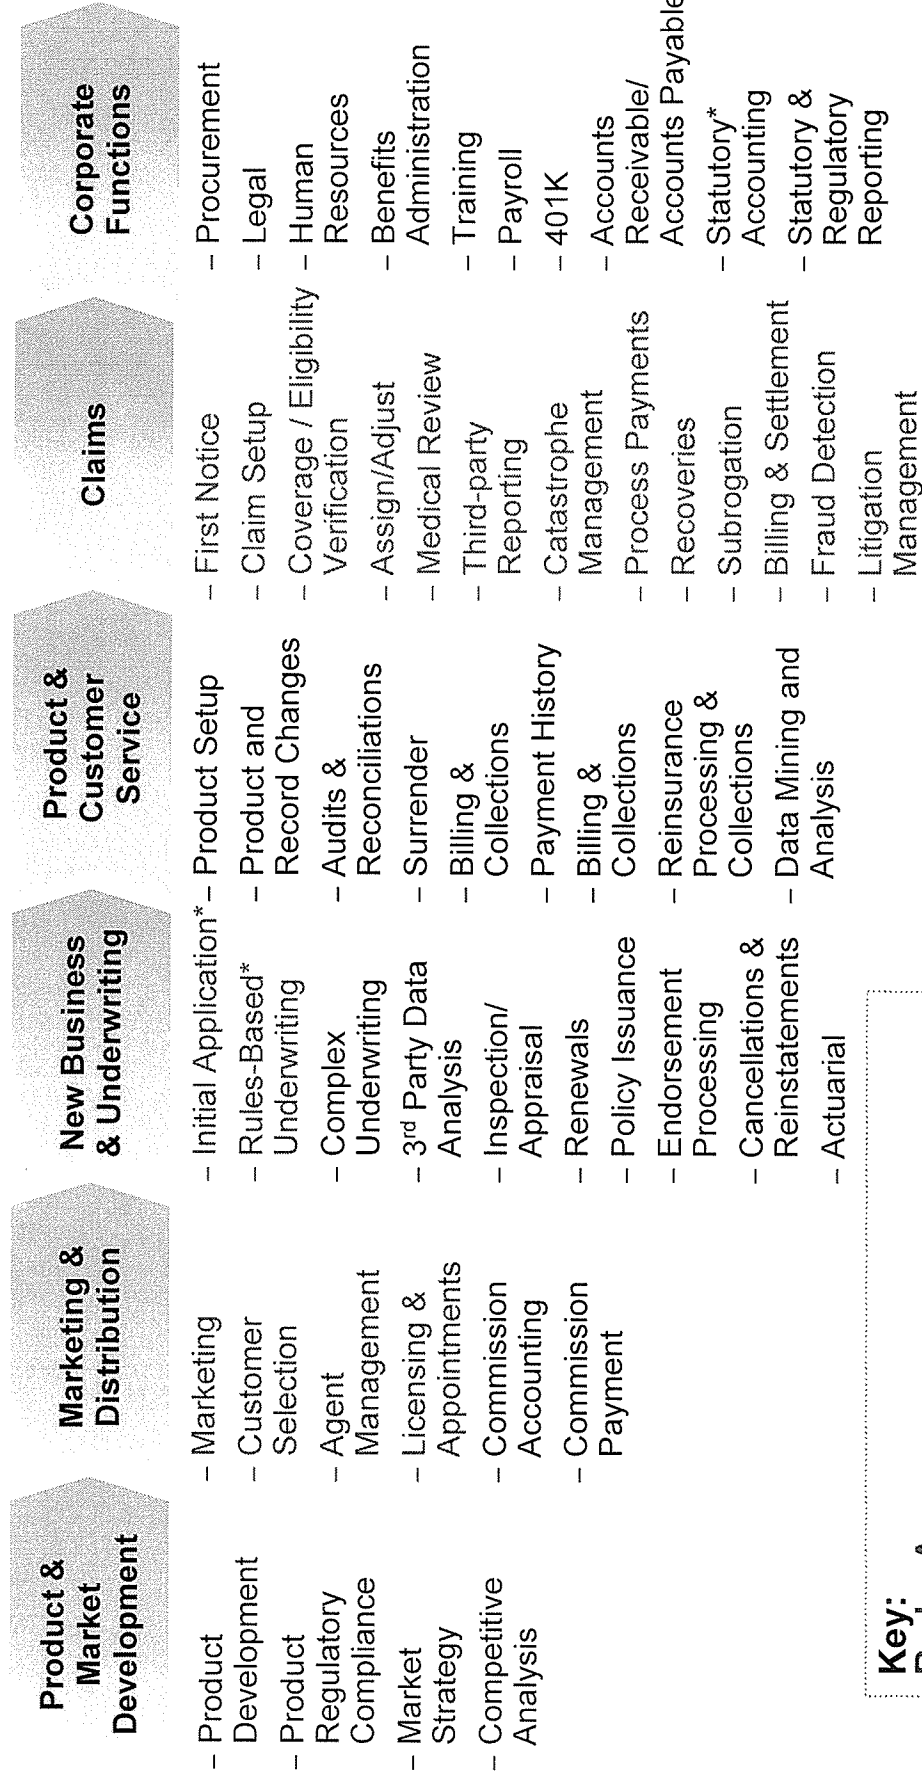 Product &
Market
Development
– Product
Development
– Product
Regulatory
Compliance
– Market
Strategy
– Competitive
Analysis
Marketing &
Distribution
– Marketing
– Customer
Selection
– Agent
Management
– Licensing &
Appointments
– Commission
Accounting
– Commission
Payment
New Business
& Underwriting
– Initial Application*
– Rules-Based*
Underwriting
– Complex
Underwriting
– 3rd Party Data
Analysis
– Inspection/
Appraisal
– Renewals
– Policy Issuance
– Endorsement
Processing
– Cancellations &
Reinstatements
– Actuarial
Product &
Customer
Service
– Product Setup
– Product and
Record Changes
– Audits &
Reconciliations
– Surrender
– Billing &
Collections
– Payment History
– Billing &
Collections
– Reinsurance
Processing &
Collections
– Data Mining and
Analysis
Claims
– First Notice
– Claim Setup
– Coverage / Eligibility
Verification
– Assign/Adjust
– Medical Review
– Third-party
Reporting
– Catastrophe
Management
– Process Payments
– Recoveries
– Subrogation
– Billing & Settlement
– Fraud Detection
– Litigation
Management
Corporate
Functions
– Procurement
– Legal
– Human
Resources
– Benefits
Administration
– Training
– Payroll
– 401K
– Accounts
Receivable/
Accounts Payable
– Statutory*
Accounting
– Statutory &
Regulatory
Reporting
Key: